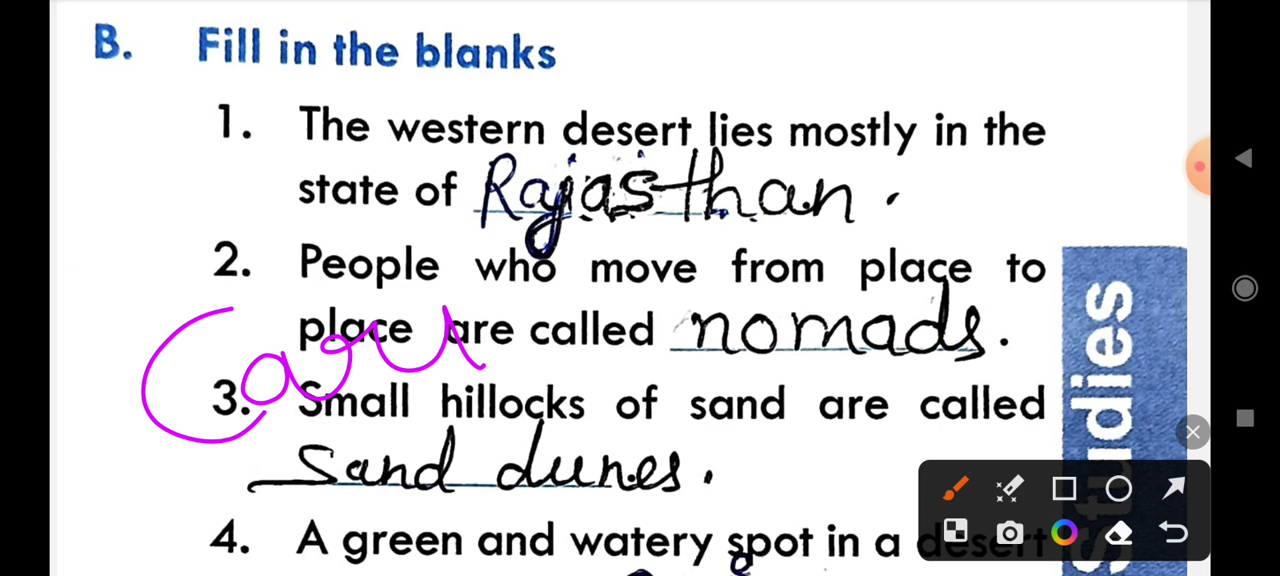 B. Fill in the blanks
1. The western desert lies mostly in the
state of Rajasthan.
2. People who move from place to
place are called nomads.
3. Small hillocks of sand are called
Sand dunes.
4. A green and watery spot in a desert
Studies